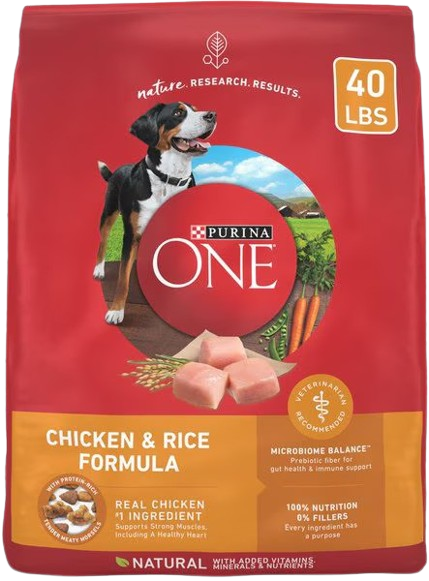 nature. RESEARCH. RESULTS.
40
LBS
PURINA
ONE
VETERINARIAN RECOMMENDED
CHICKEN & RICE
FORMULA
MICROBIOME BALANCE™
Prebiotic fiber for
gut health & immune support
WITH PROTEIN-RICH
TENDER MEATY MORSELS
REAL CHICKEN
#1 INGREDIENT
Supports Strong Muscles,
Including A Healthy Heart
100% NUTRITION
0% FILLERS
Every ingredient has
a purpose
NATURAL WITH ADDED VITAMINS,
MINERALS & NUTRIENTS